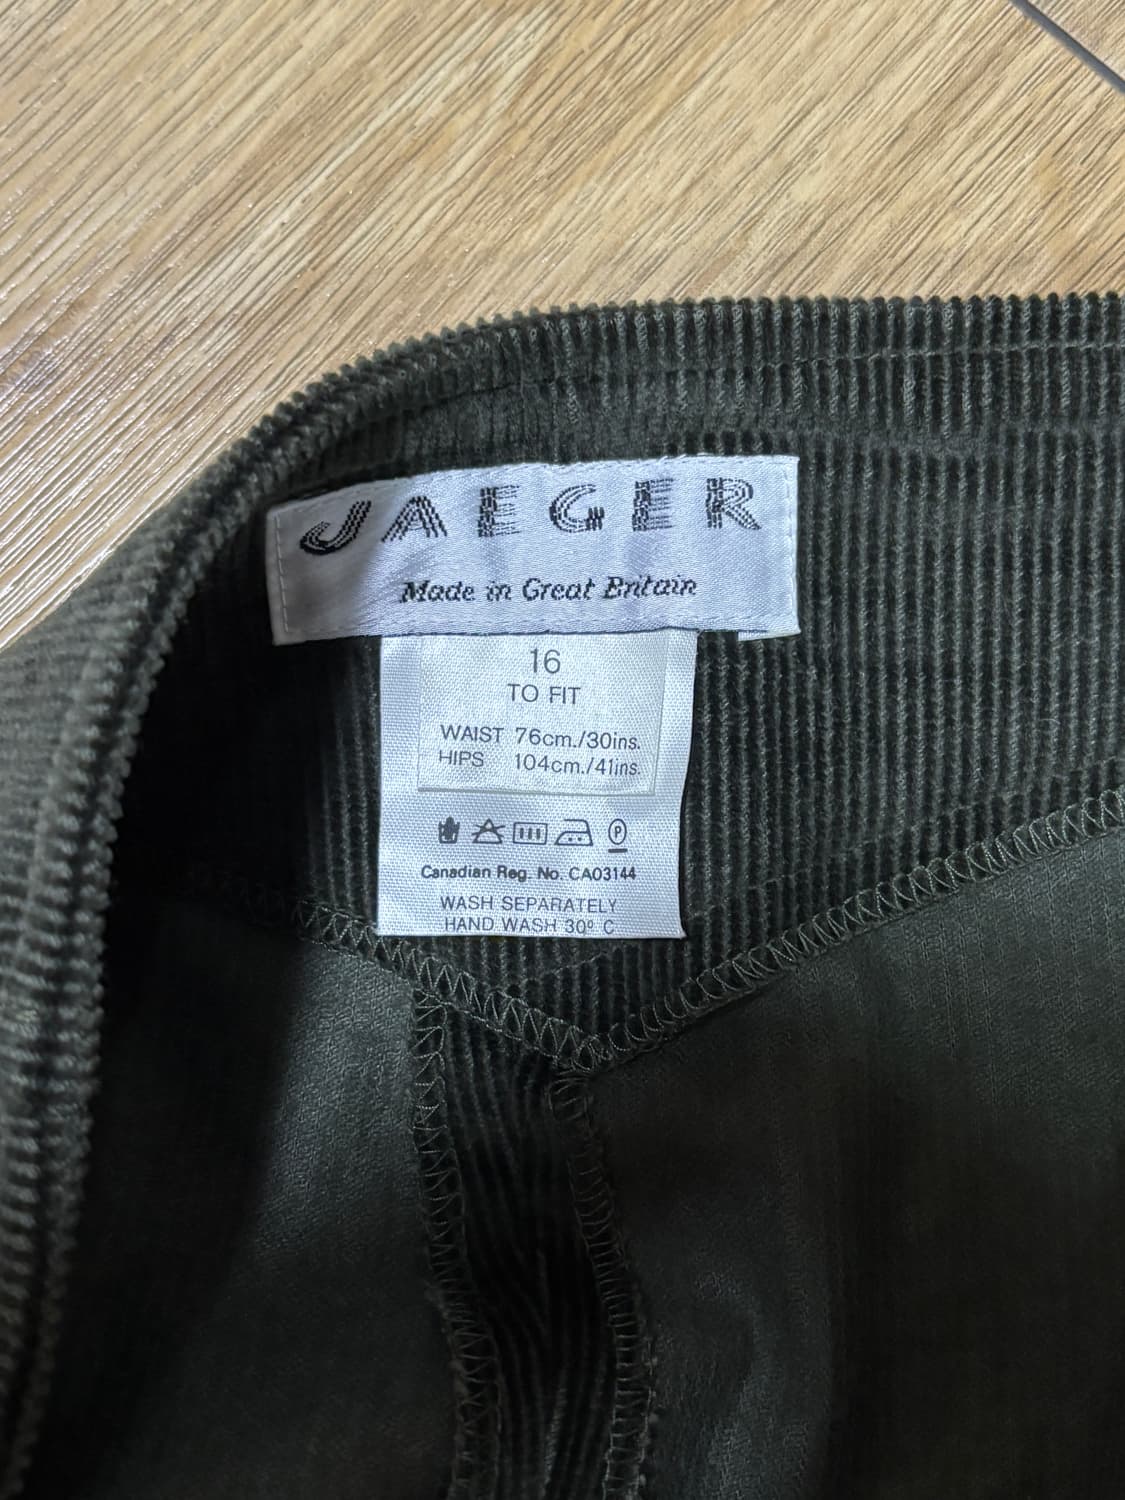 JAEGER
Made in Great Britain
16
TO FIT
WAIST 76cm./30ins.
HIPS 104cm./41ins.
P
Canadian Reg. No. CA03144
WASH SEPARATELY
HAND WASH 30º C